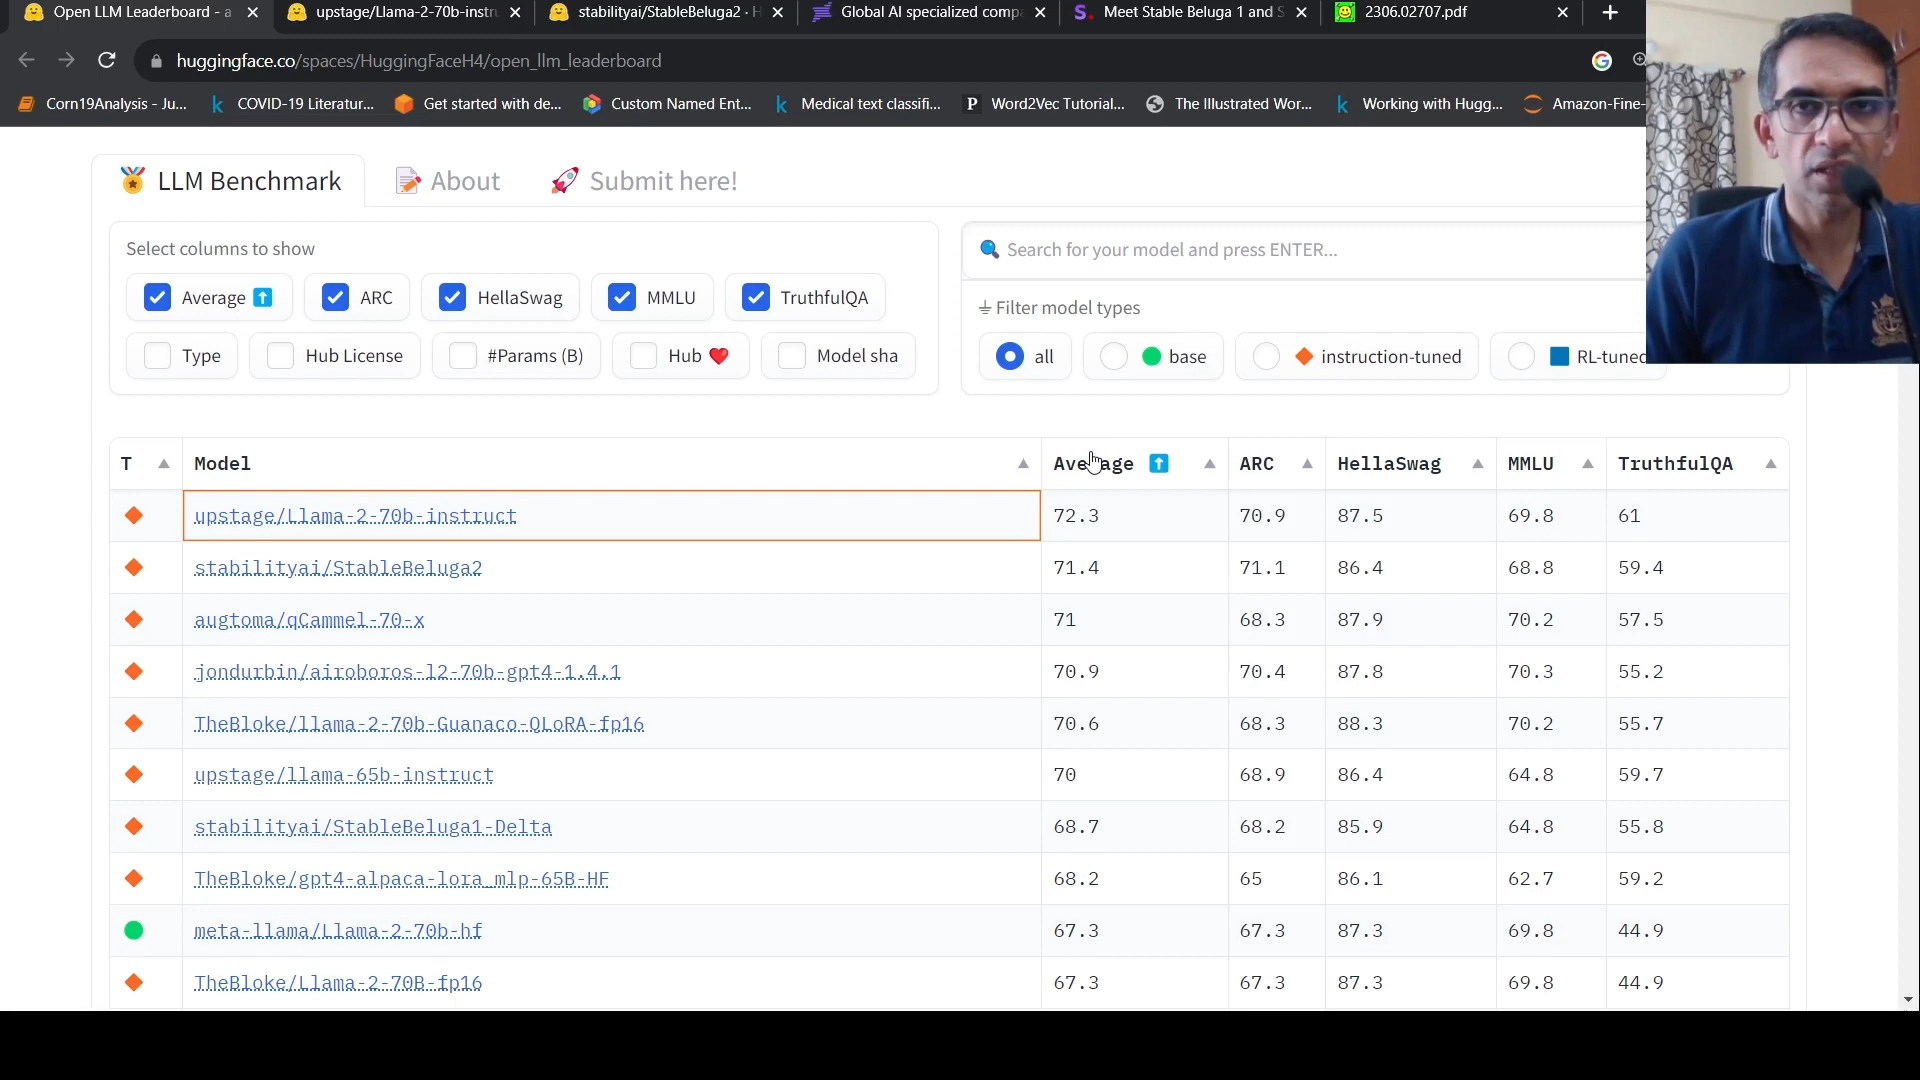 Open LLM Leaderboard - a
upstage/Llama-2-70b-instru
stabilityai/StableBeluga2 · H
Global AI specialized comp
Meet Stable Beluga 1 and S
2306.02707.pdf
huggingface.co/spaces/HuggingFaceH4/open_llm_leaderboard
Corn19Analysis - Ju...
COVID-19 Literatur...
Get started with de...
Custom Named Ent...
Medical text classifi...
Word2Vec Tutorial...
The Illustrated Wor...
Working with Hugg...
Amazon-Fine-
LLM Benchmark
About
Submit here!
Select columns to show
Average ARC HellaSwag MMLU TruthfulQA
Type Hub License #Params (B) Hub Model sha
Search for your model and press ENTER...
Filter model types
all base instruction-tuned RL-tuned
T Model Average ARC HellaSwag MMLU TruthfulQA
upstage/Llama-2-70b-instruct 72.3 70.9 87.5 69.8 61
stabilityai/StableBeluga2 71.4 71.1 86.4 68.8 59.4
augtoma/qCammel-70-x 71 68.3 87.9 70.2 57.5
jondurbin/airoboros-l2-70b-gpt4-1.4.1 70.9 70.4 87.8 70.3 55.2
TheBloke/llama-2-70b-Guanaco-QLoRA-fp16 70.6 68.3 88.3 70.2 55.7
upstage/llama-65b-instruct 70 68.9 86.4 64.8 59.7
stabilityai/StableBeluga1-Delta 68.7 68.2 85.9 64.8 55.8
TheBloke/gpt4-alpaca-lora_mlp-65B-HF 68.2 65 86.1 62.7 59.2
meta-llama/Llama-2-70b-hf 67.3 67.3 87.3 69.8 44.9
TheBloke/Llama-2-70B-fp16 67.3 67.3 87.3 69.8 44.9